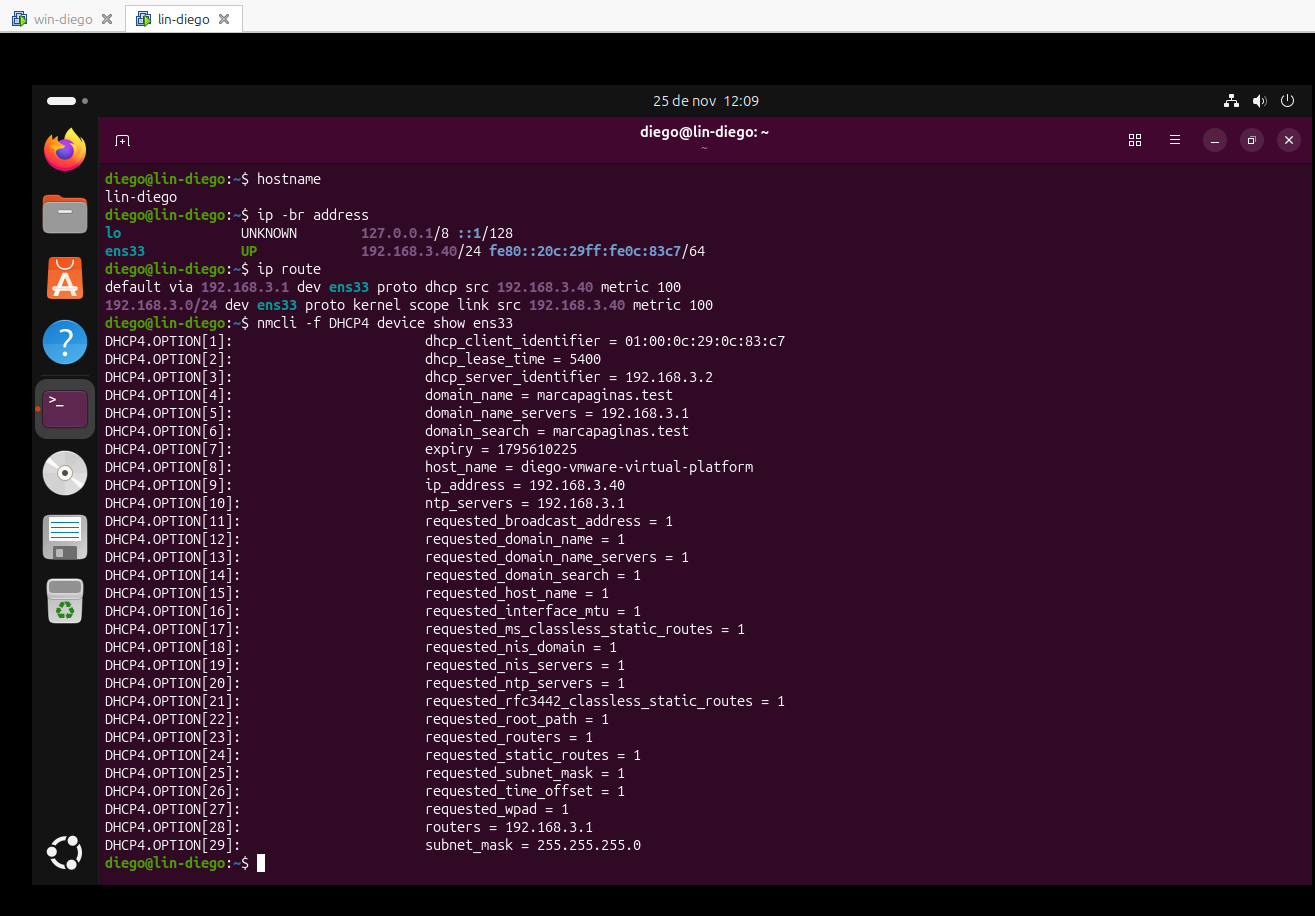 win-diego
lin-diego
25 de nov 12:09
diego@lin-diego: ~
~
diego@lin-diego:~$ hostname
lin-diego
diego@lin-diego:~$ ip -br address
lo UNKNOWN 127.0.0.1/8 ::1/128
ens33 UP 192.168.3.40/24 fe80::20c:29ff:fe0c:83c7/64
diego@lin-diego:~$ ip route
default via 192.168.3.1 dev ens33 proto dhcp src 192.168.3.40 metric 100
192.168.3.0/24 dev ens33 proto kernel scope link src 192.168.3.40 metric 100
diego@lin-diego:~$ nmcli -f DHCP4 device show ens33
DHCP4.OPTION[1]: dhcp_client_identifier = 01:00:0c:29:0c:83:c7
DHCP4.OPTION[2]: dhcp_lease_time = 5400
DHCP4.OPTION[3]: dhcp_server_identifier = 192.168.3.2
DHCP4.OPTION[4]: domain_name = marcapaginas.test
DHCP4.OPTION[5]: domain_name_servers = 192.168.3.1
DHCP4.OPTION[6]: domain_search = marcapaginas.test
DHCP4.OPTION[7]: expiry = 1795610225
DHCP4.OPTION[8]: host_name = diego-vmware-virtual-platform
DHCP4.OPTION[9]: ip_address = 192.168.3.40
DHCP4.OPTION[10]: ntp_servers = 192.168.3.1
DHCP4.OPTION[11]: requested_broadcast_address = 1
DHCP4.OPTION[12]: requested_domain_name = 1
DHCP4.OPTION[13]: requested_domain_name_servers = 1
DHCP4.OPTION[14]: requested_domain_search = 1
DHCP4.OPTION[15]: requested_host_name = 1
DHCP4.OPTION[16]: requested_interface_mtu = 1
DHCP4.OPTION[17]: requested_ms_classless_static_routes = 1
DHCP4.OPTION[18]: requested_nis_domain = 1
DHCP4.OPTION[19]: requested_nis_servers = 1
DHCP4.OPTION[20]: requested_ntp_servers = 1
DHCP4.OPTION[21]: requested_rfc3442_classless_static_routes = 1
DHCP4.OPTION[22]: requested_root_path = 1
DHCP4.OPTION[23]: requested_routers = 1
DHCP4.OPTION[24]: requested_static_routes = 1
DHCP4.OPTION[25]: requested_subnet_mask = 1
DHCP4.OPTION[26]: requested_time_offset = 1
DHCP4.OPTION[27]: requested_wpad = 1
DHCP4.OPTION[28]: routers = 192.168.3.1
DHCP4.OPTION[29]: subnet_mask = 255.255.255.0
diego@lin-diego:~$